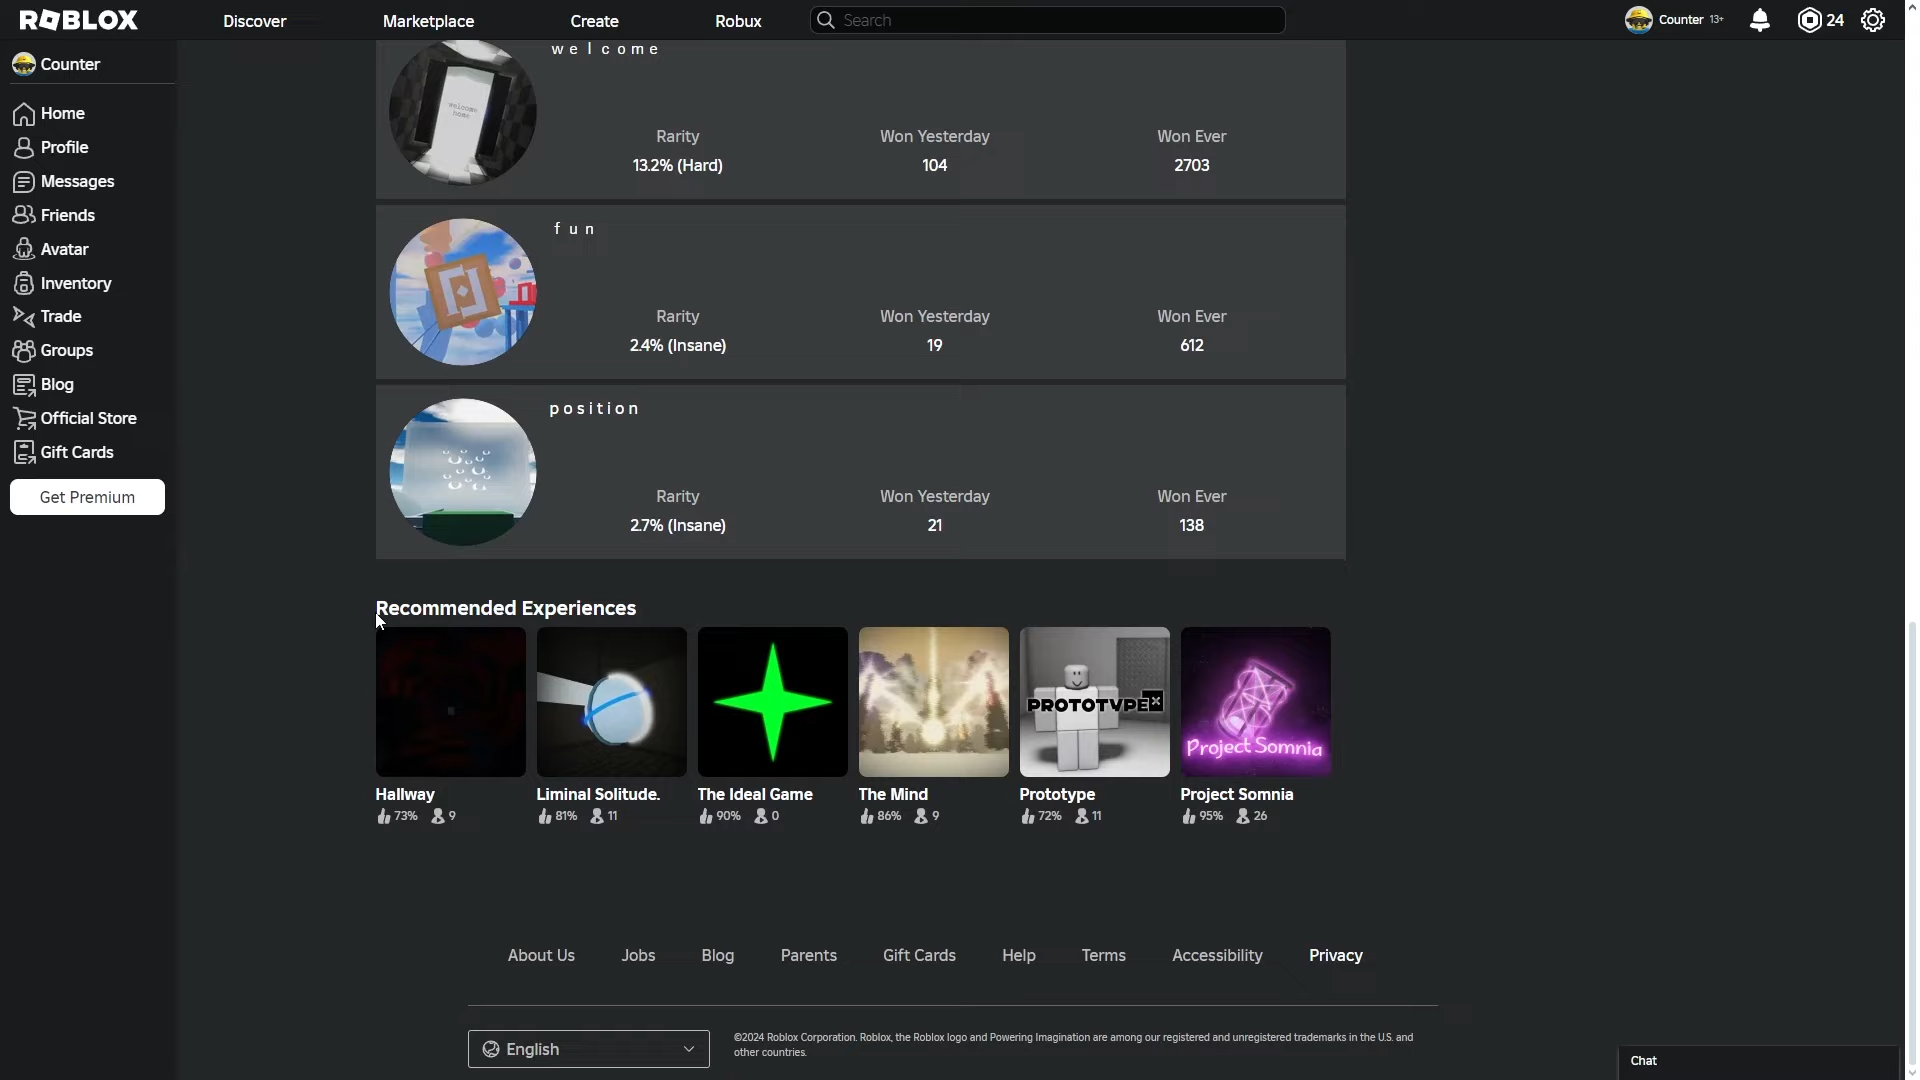 ROBLOX
Discover
Marketplace
Create
Robux
Search
Counter 13+
24
Counter
Home
Profile
Messages
Friends
Avatar
Inventory
Trade
Groups
Blog
Official Store
Gift Cards
Get Premium
w e l c o m e
welcome
home
Rarity
Won Yesterday
Won Ever
13.2% (Hard)
104
2703
f u n
Rarity
Won Yesterday
Won Ever
2.4% (Insane)
19
612
p o s i t i o n
Rarity
Won Yesterday
Won Ever
2.7% (Insane)
21
138
Recommended Experiences
PROTOTYPE
Project Somnia
Hallway
73% 9
Liminal Solitude.
81% 11
The Ideal Game
90% 0
The Mind
86% 9
Prototype
72% 11
Project Somnia
95% 26
About Us
Jobs
Blog
Parents
Gift Cards
Help
Terms
Accessibility
Privacy
English
©2024 Roblox Corporation. Roblox, the Roblox logo and Powering Imagination are among our registered and unregistered trademarks in the U.S. and
other countries.
Chat